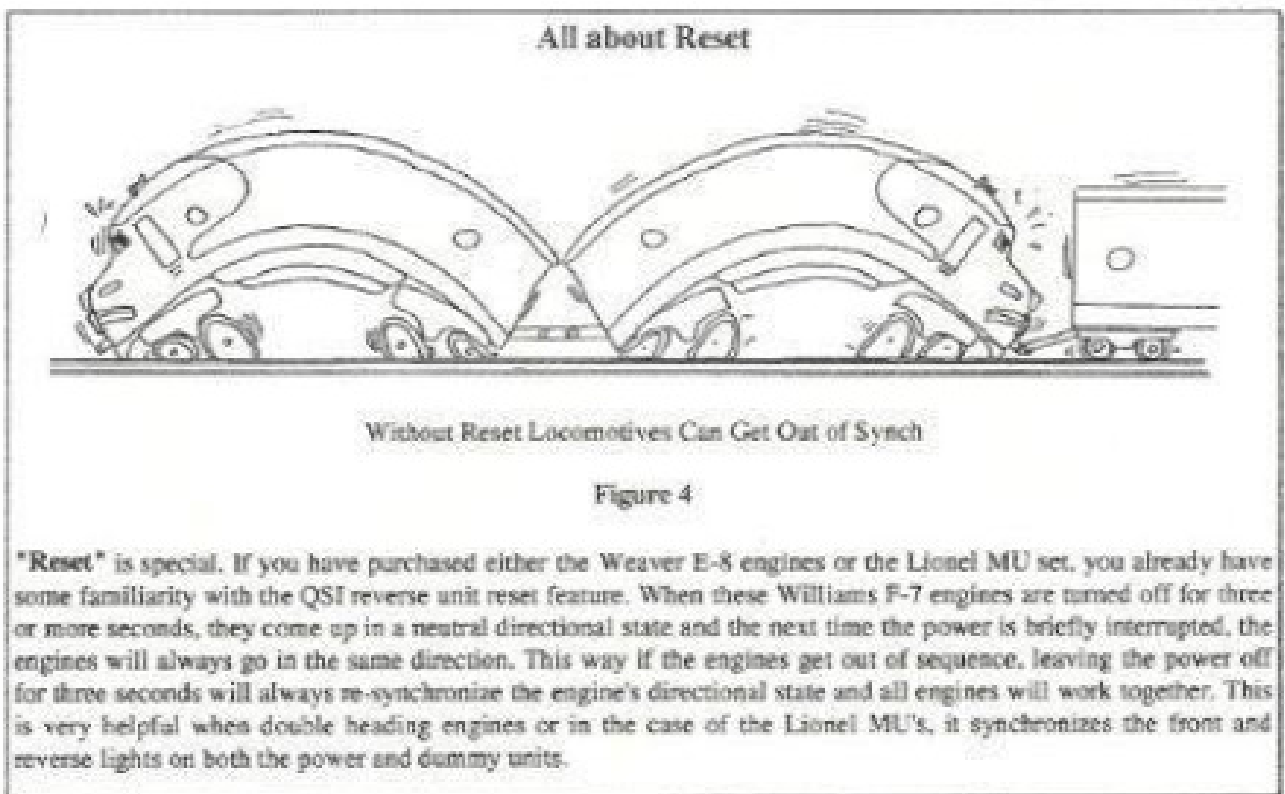 All about Reset
Without Reset Locomotives Can Get Out of Synch
Figure 4
"Reset" is special. If you have purchased either the Weaver E-8 engines or the Lionel MU set, you already have
some familiarity with the QSI reverse unit reset feature. When these Williams F-7 engines are turned off for three
or more seconds, they come up in a neutral directional state and the next time the power is briefly interrupted, the
engines will always go in the same direction. This way if the engines get out of sequence, leaving the power off
for three seconds will always re-synchronize the engine's directional state and all engines will work together. This
is very helpful when double heading engines or in the case of the Lionel MU's, it synchronizes the front and
reverse lights on both the power and dummy units.